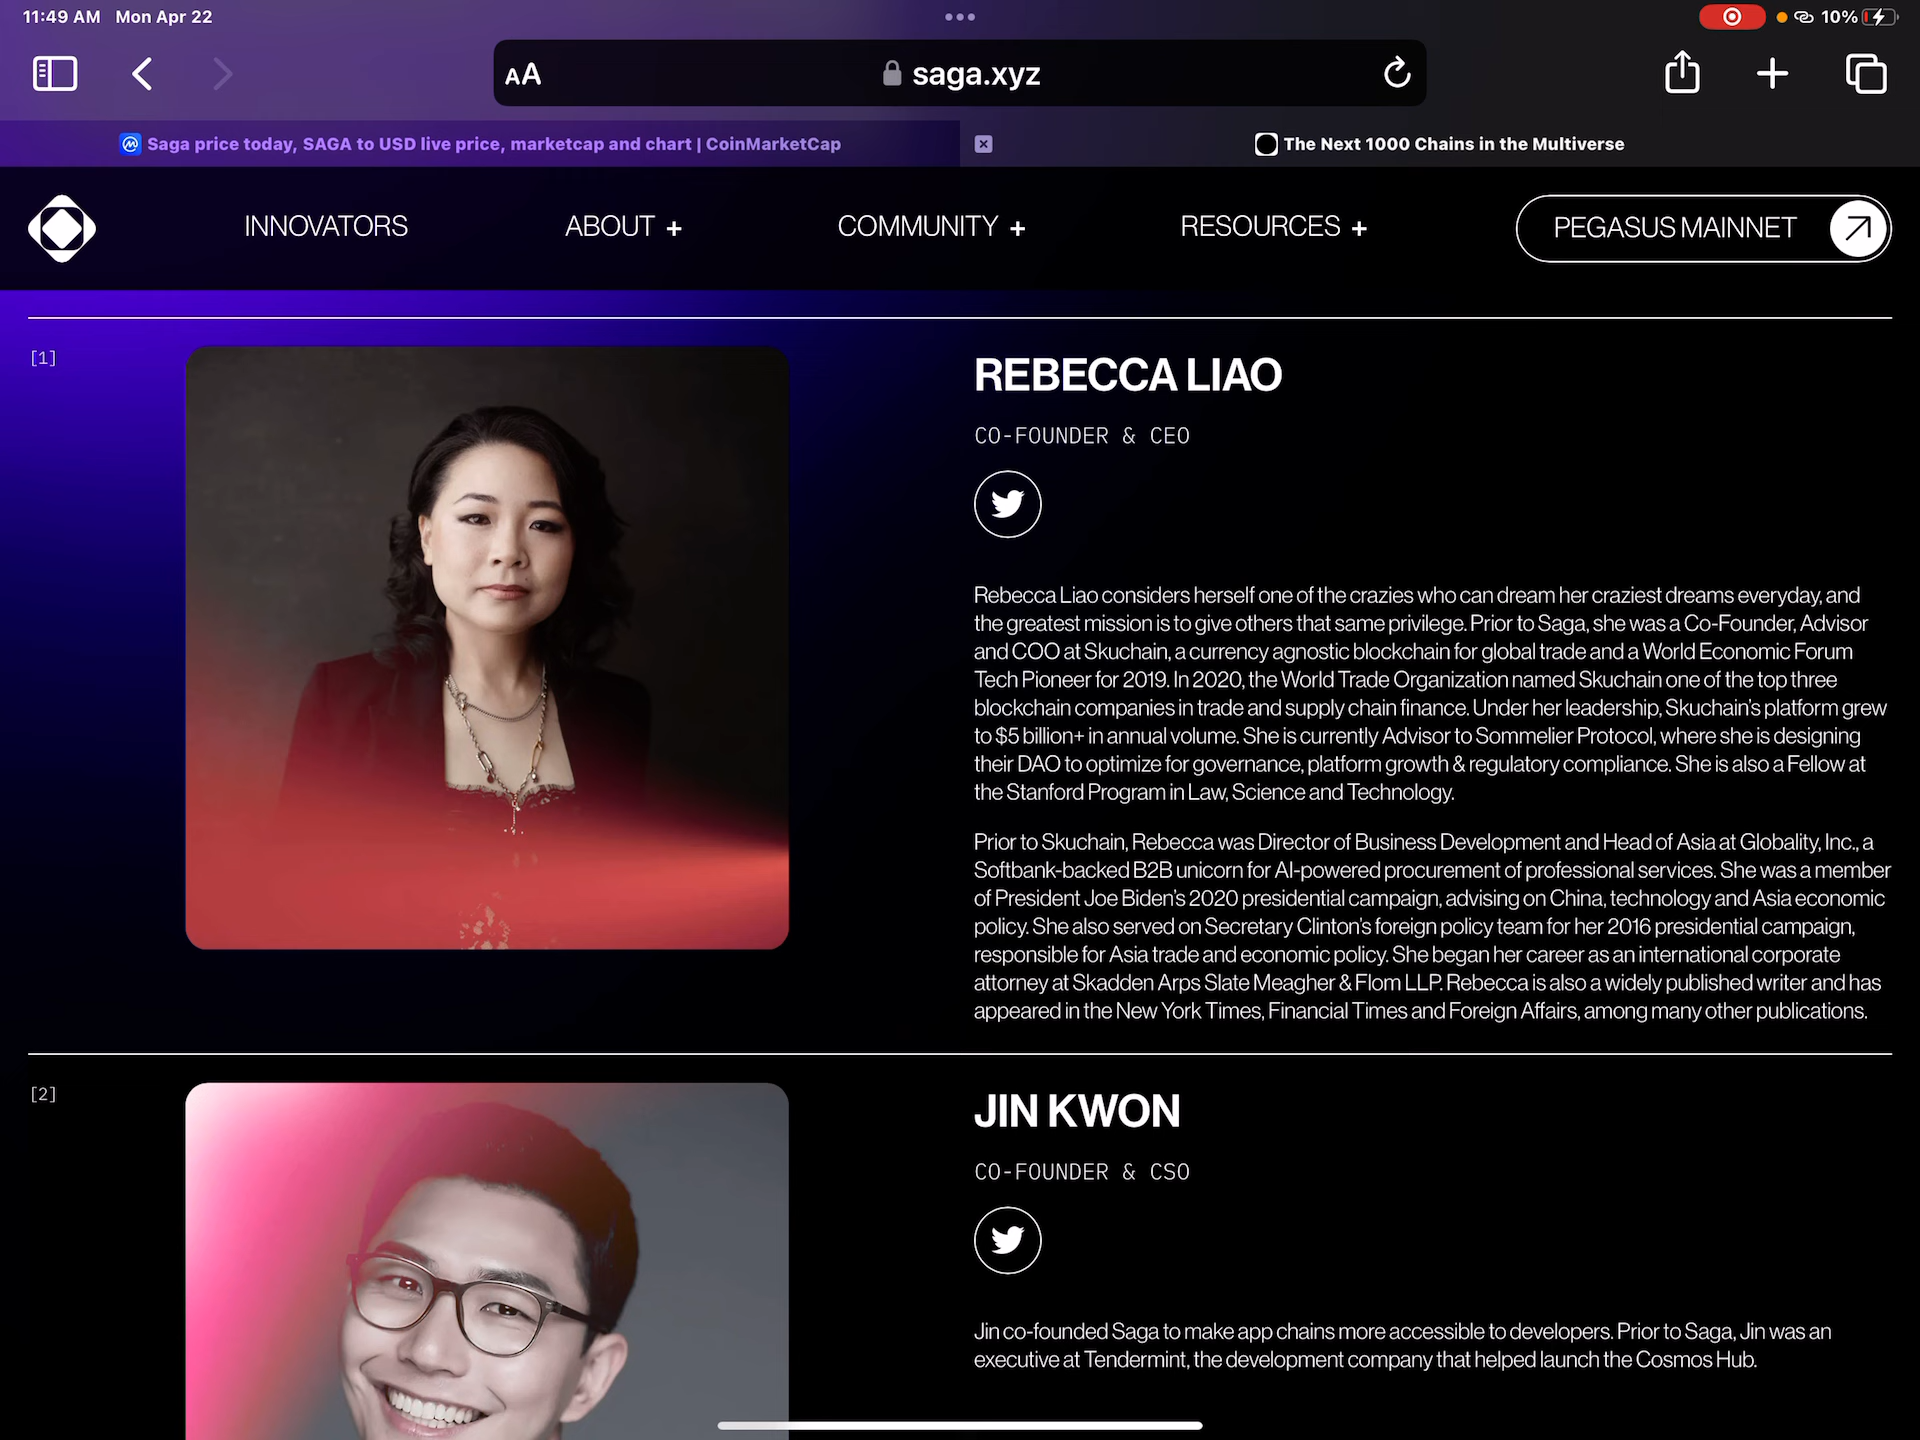 11:49 AM Mon Apr 22
10%
AA
saga.xyz
Saga price today, SAGA to USD live price, marketcap and chart | CoinMarketCap
The Next 1000 Chains in the Multiverse
INNOVATORS
ABOUT +
COMMUNITY +
RESOURCES +
PEGASUS MAINNET
[1]
REBECCA LIAO
CO-FOUNDER & CEO
Rebecca Liao considers herself one of the crazies who can dream her craziest dreams everyday, and
the greatest mission is to give others that same privilege. Prior to Saga, she was a Co-Founder, Advisor
and COO at Skuchain, a currency agnostic blockchain for global trade and a World Economic Forum
Tech Pioneer for 2019. In 2020, the World Trade Organization named Skuchain one of the top three
blockchain companies in trade and supply chain finance. Under her leadership, Skuchain's platform grew
to $5 billion+ in annual volume. She is currently Advisor to Sommelier Protocol, where she is designing
their DAO to optimize for governance, platform growth & regulatory compliance. She is also a Fellow at
the Stanford Program in Law, Science and Technology.
Prior to Skuchain, Rebecca was Director of Business Development and Head of Asia at Globality, Inc., a
Softbank-backed B2B unicorn for AI-powered procurement of professional services. She was a member
of President Joe Biden's 2020 presidential campaign, advising on China, technology and Asia economic
policy. She also served on Secretary Clinton's foreign policy team for her 2016 presidential campaign,
responsible for Asia trade and economic policy. She began her career as an international corporate
attorney at Skadden Arps Slate Meagher & Flom LLP. Rebecca is also a widely published writer and has
appeared in the New York Times, Financial Times and Foreign Affairs, among many other publications.
[2]
JIN KWON
CO-FOUNDER & CSO
Jin co-founded Saga to make app chains more accessible to developers. Prior to Saga, Jin was an
executive at Tendermint, the development company that helped launch the Cosmos Hub.